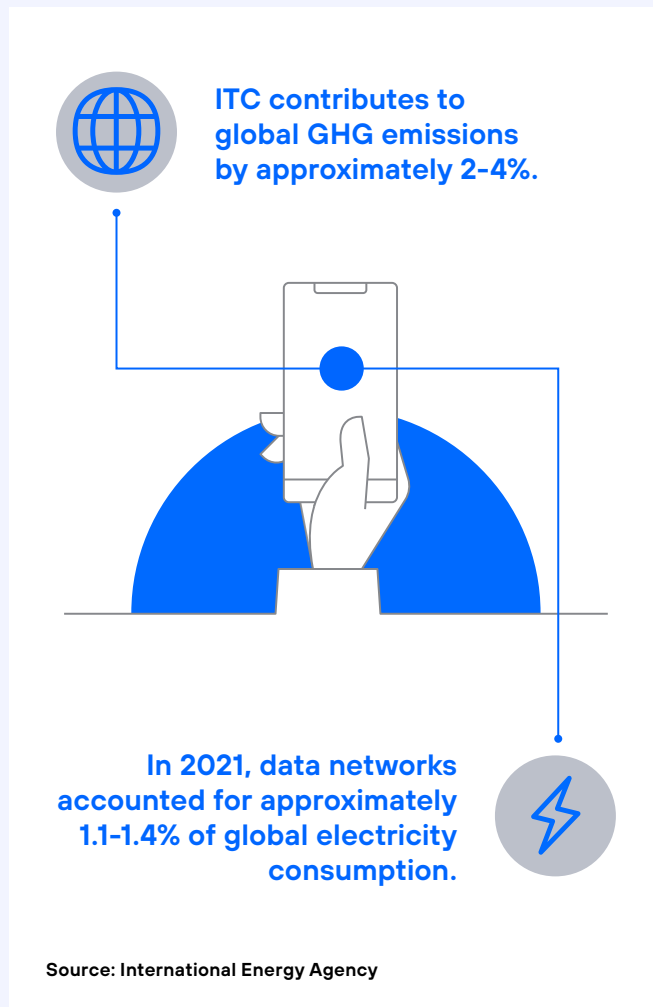 ITC contributes to
global GHG emissions
by approximately 2-4%.
In 2021, data networks
accounted for approximately
1.1-1.4% of global electricity
consumption.
Source: International Energy Agency